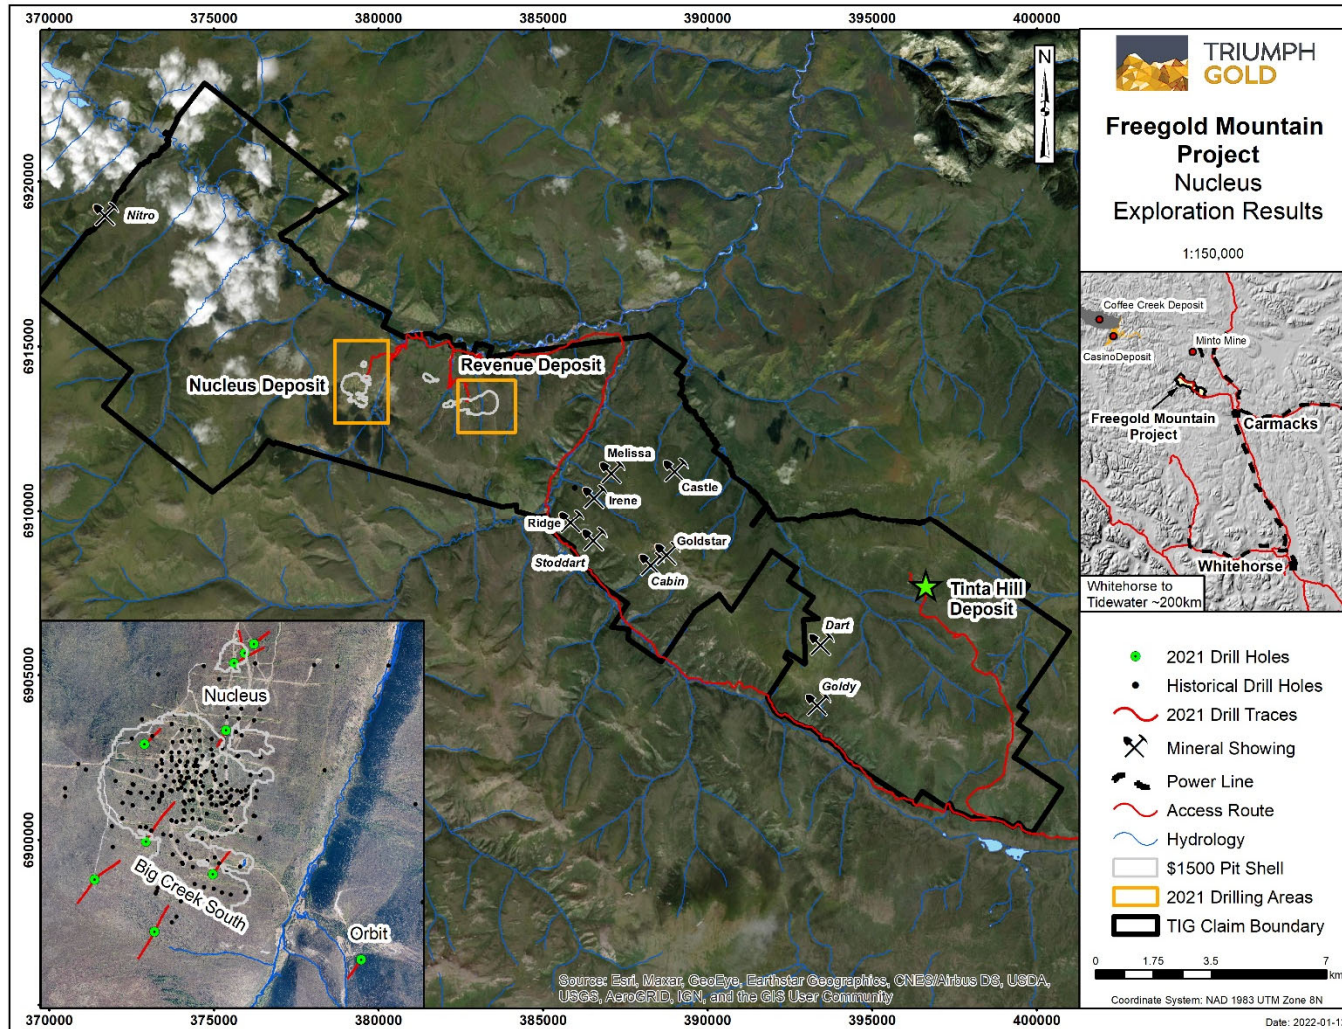 370000 375000 380000 385000 390000 395000 400000
6920000
6915000
6910000
6905000
6900000
N
Nitro
Nucleus Deposit
Revenue Deposit
Melissa
Castle
Irene
Ridge
Stoddart
Goldstar
Cabin
Tinta Hill
Deposit
Dart
Goldy
Nucleus
Big Creek South
Orbit
Source: Esri, Maxar, GeoEye, Earthstar Geographics, CNES/Airbus DS, USDA,
USGS, AeroGRID, IGN, and the GIS User Community
370000 375000 380000 385000 390000 395000 400000
TRIUMPH
GOLD
Freegold Mountain
Project
Nucleus
Exploration Results
1:150,000
Coffee Creek Deposit
CasinoDeposit
Minto Mine
Freegold Mountain
Project
Carmacks
Whitehorse
Whitehorse to
Tidewater ~200km
2021 Drill Holes
Historical Drill Holes
2021 Drill Traces
Mineral Showing
Power Line
Access Route
Hydrology
$1500 Pit Shell
2021 Drilling Areas
TIG Claim Boundary
0 1.75 3.5 7
km
Coordinate System: NAD 1983 UTM Zone 8N